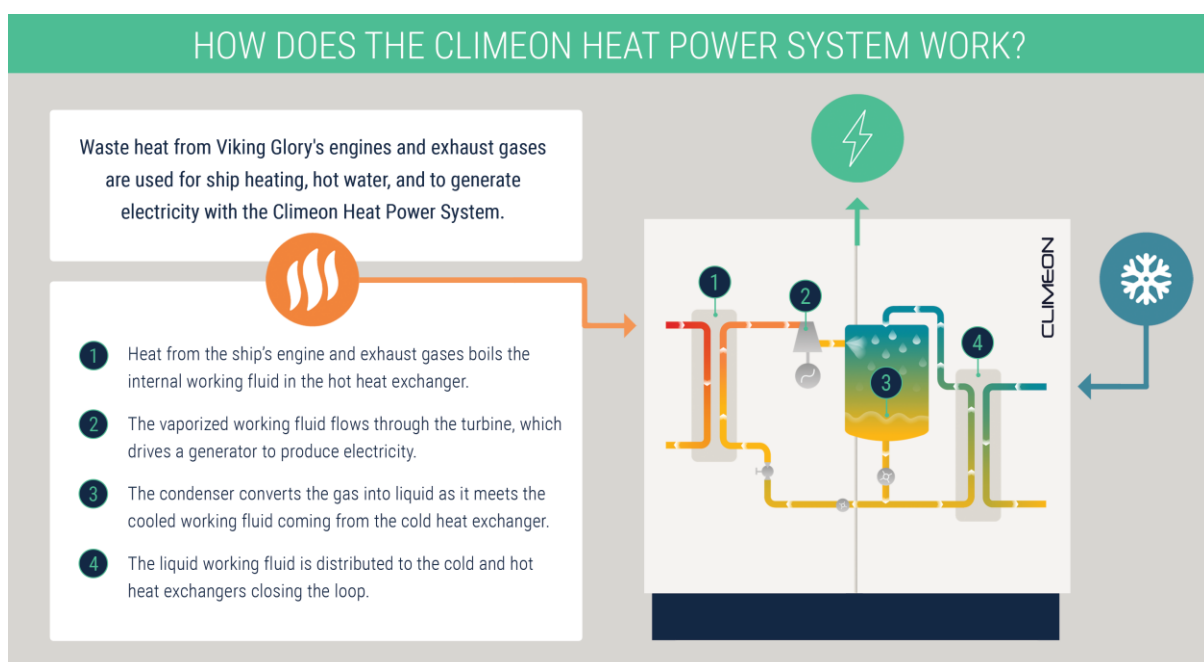 HOW DOES THE CLIMEON HEAT POWER SYSTEM WORK?
Waste heat from Viking Glory's engines and exhaust gases
are used for ship heating, hot water, and to generate
electricity with the Climeon Heat Power System.
1 Heat from the ship's engine and exhaust gases boils the
internal working fluid in the hot heat exchanger.
2 The vaporized working fluid flows through the turbine, which
drives a generator to produce electricity.
3 The condenser converts the gas into liquid as it meets the
cooled working fluid coming from the cold heat exchanger.
4 The liquid working fluid is distributed to the cold and hot
heat exchangers closing the loop.
CLIMEON
1
2
3
4